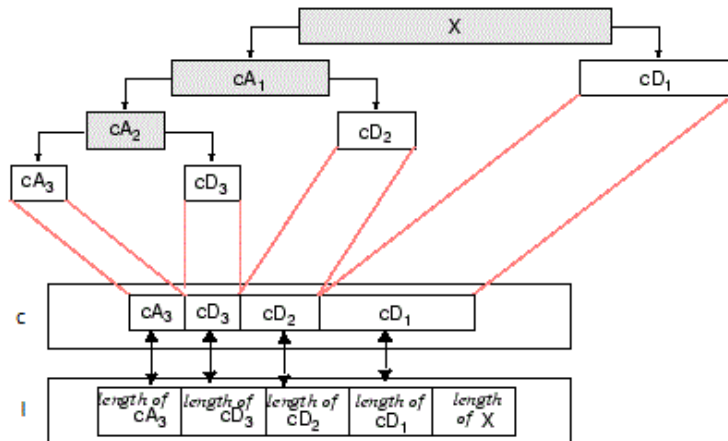 X
cA1
cD1
cA2
cD2
cA3
cD3
c
cA3 cD3 cD2 cD1
l
length of cA3
length of cD3
length of cD2
length of cD1
length of X